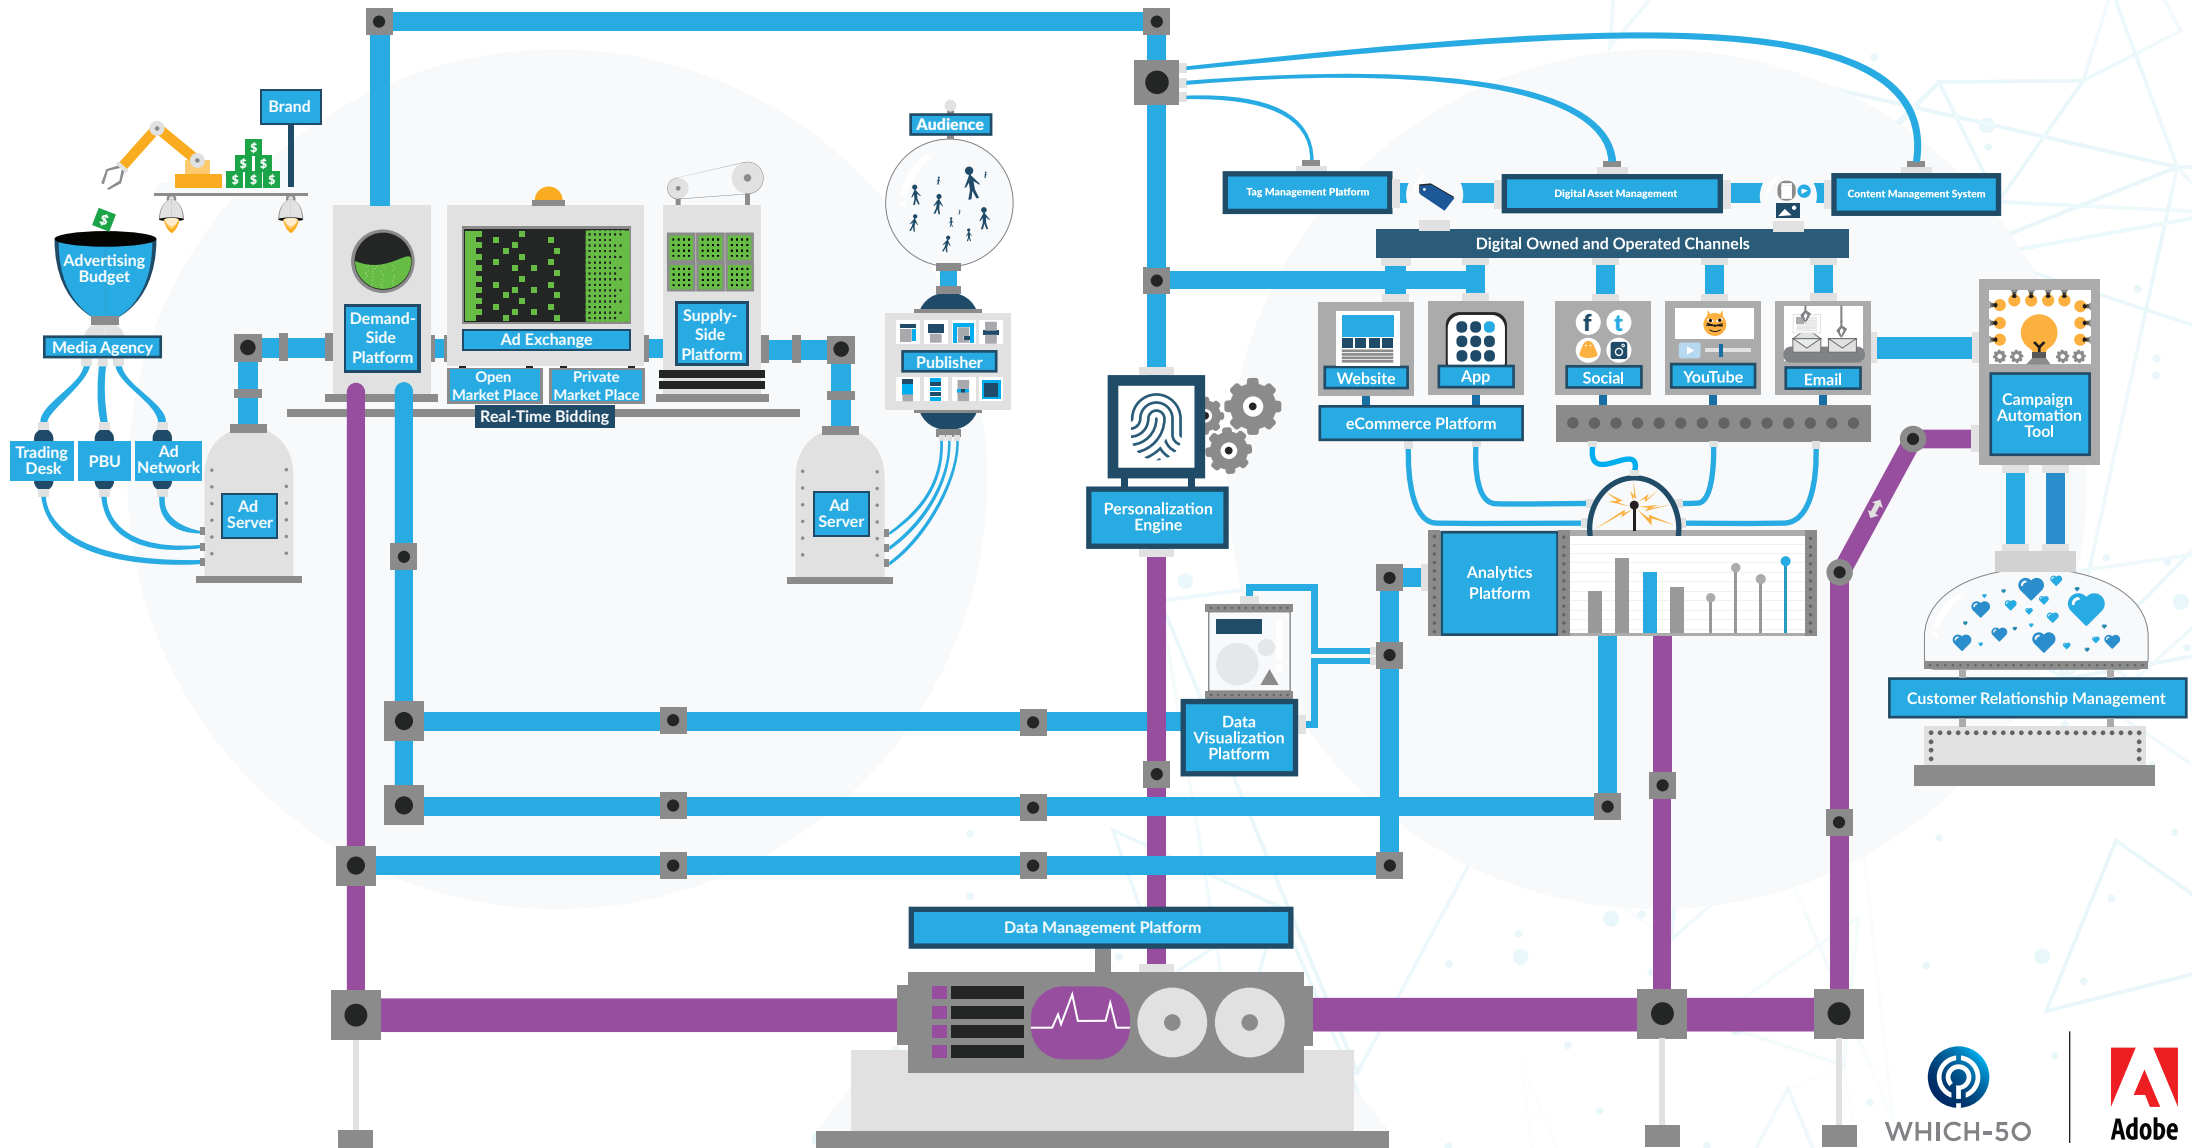 Brand
$
$
$
$
$
$
$
Advertising
Budget
Media Agency
Trading
Desk
PBU
Ad
Network
Ad
Server
Demand-
Side
Platform
Ad Exchange
Open
Market Place
Private
Market Place
Real-Time Bidding
Supply-
Side
Platform
Ad
Server
Audience
Publisher
Tag Management Platform
Digital Asset Management
Content Management System
Digital Owned and Operated Channels
Website
App
f
t
Social
YouTube
Email
eCommerce Platform
Campaign
Automation
Tool
Personalization
Engine
Analytics
Platform
Data
Visualization
Platform
Customer Relationship Management
Data Management Platform
WHICH-50
Adobe